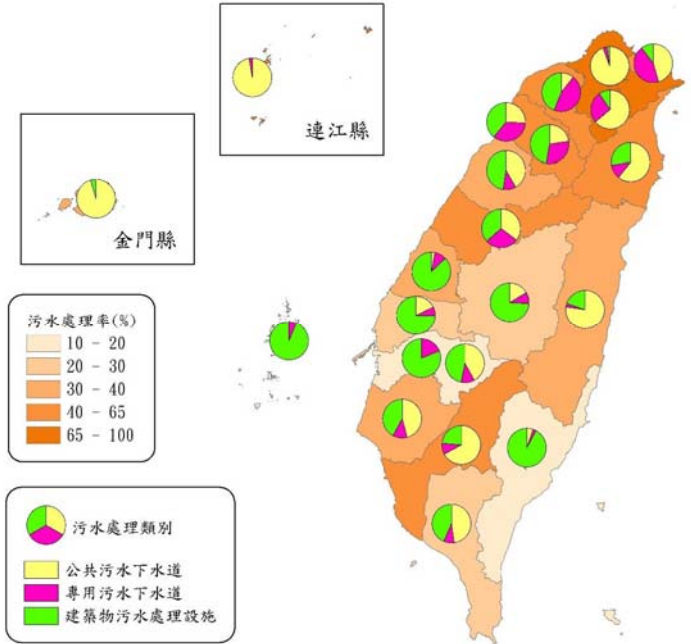 連江縣
金門縣
污水處理率(%)
10 - 20
20 - 30
30 - 40
40 - 65
65 - 100
污水處理類別
公共污水下水道
專用污水下水道
建築物污水處理設施